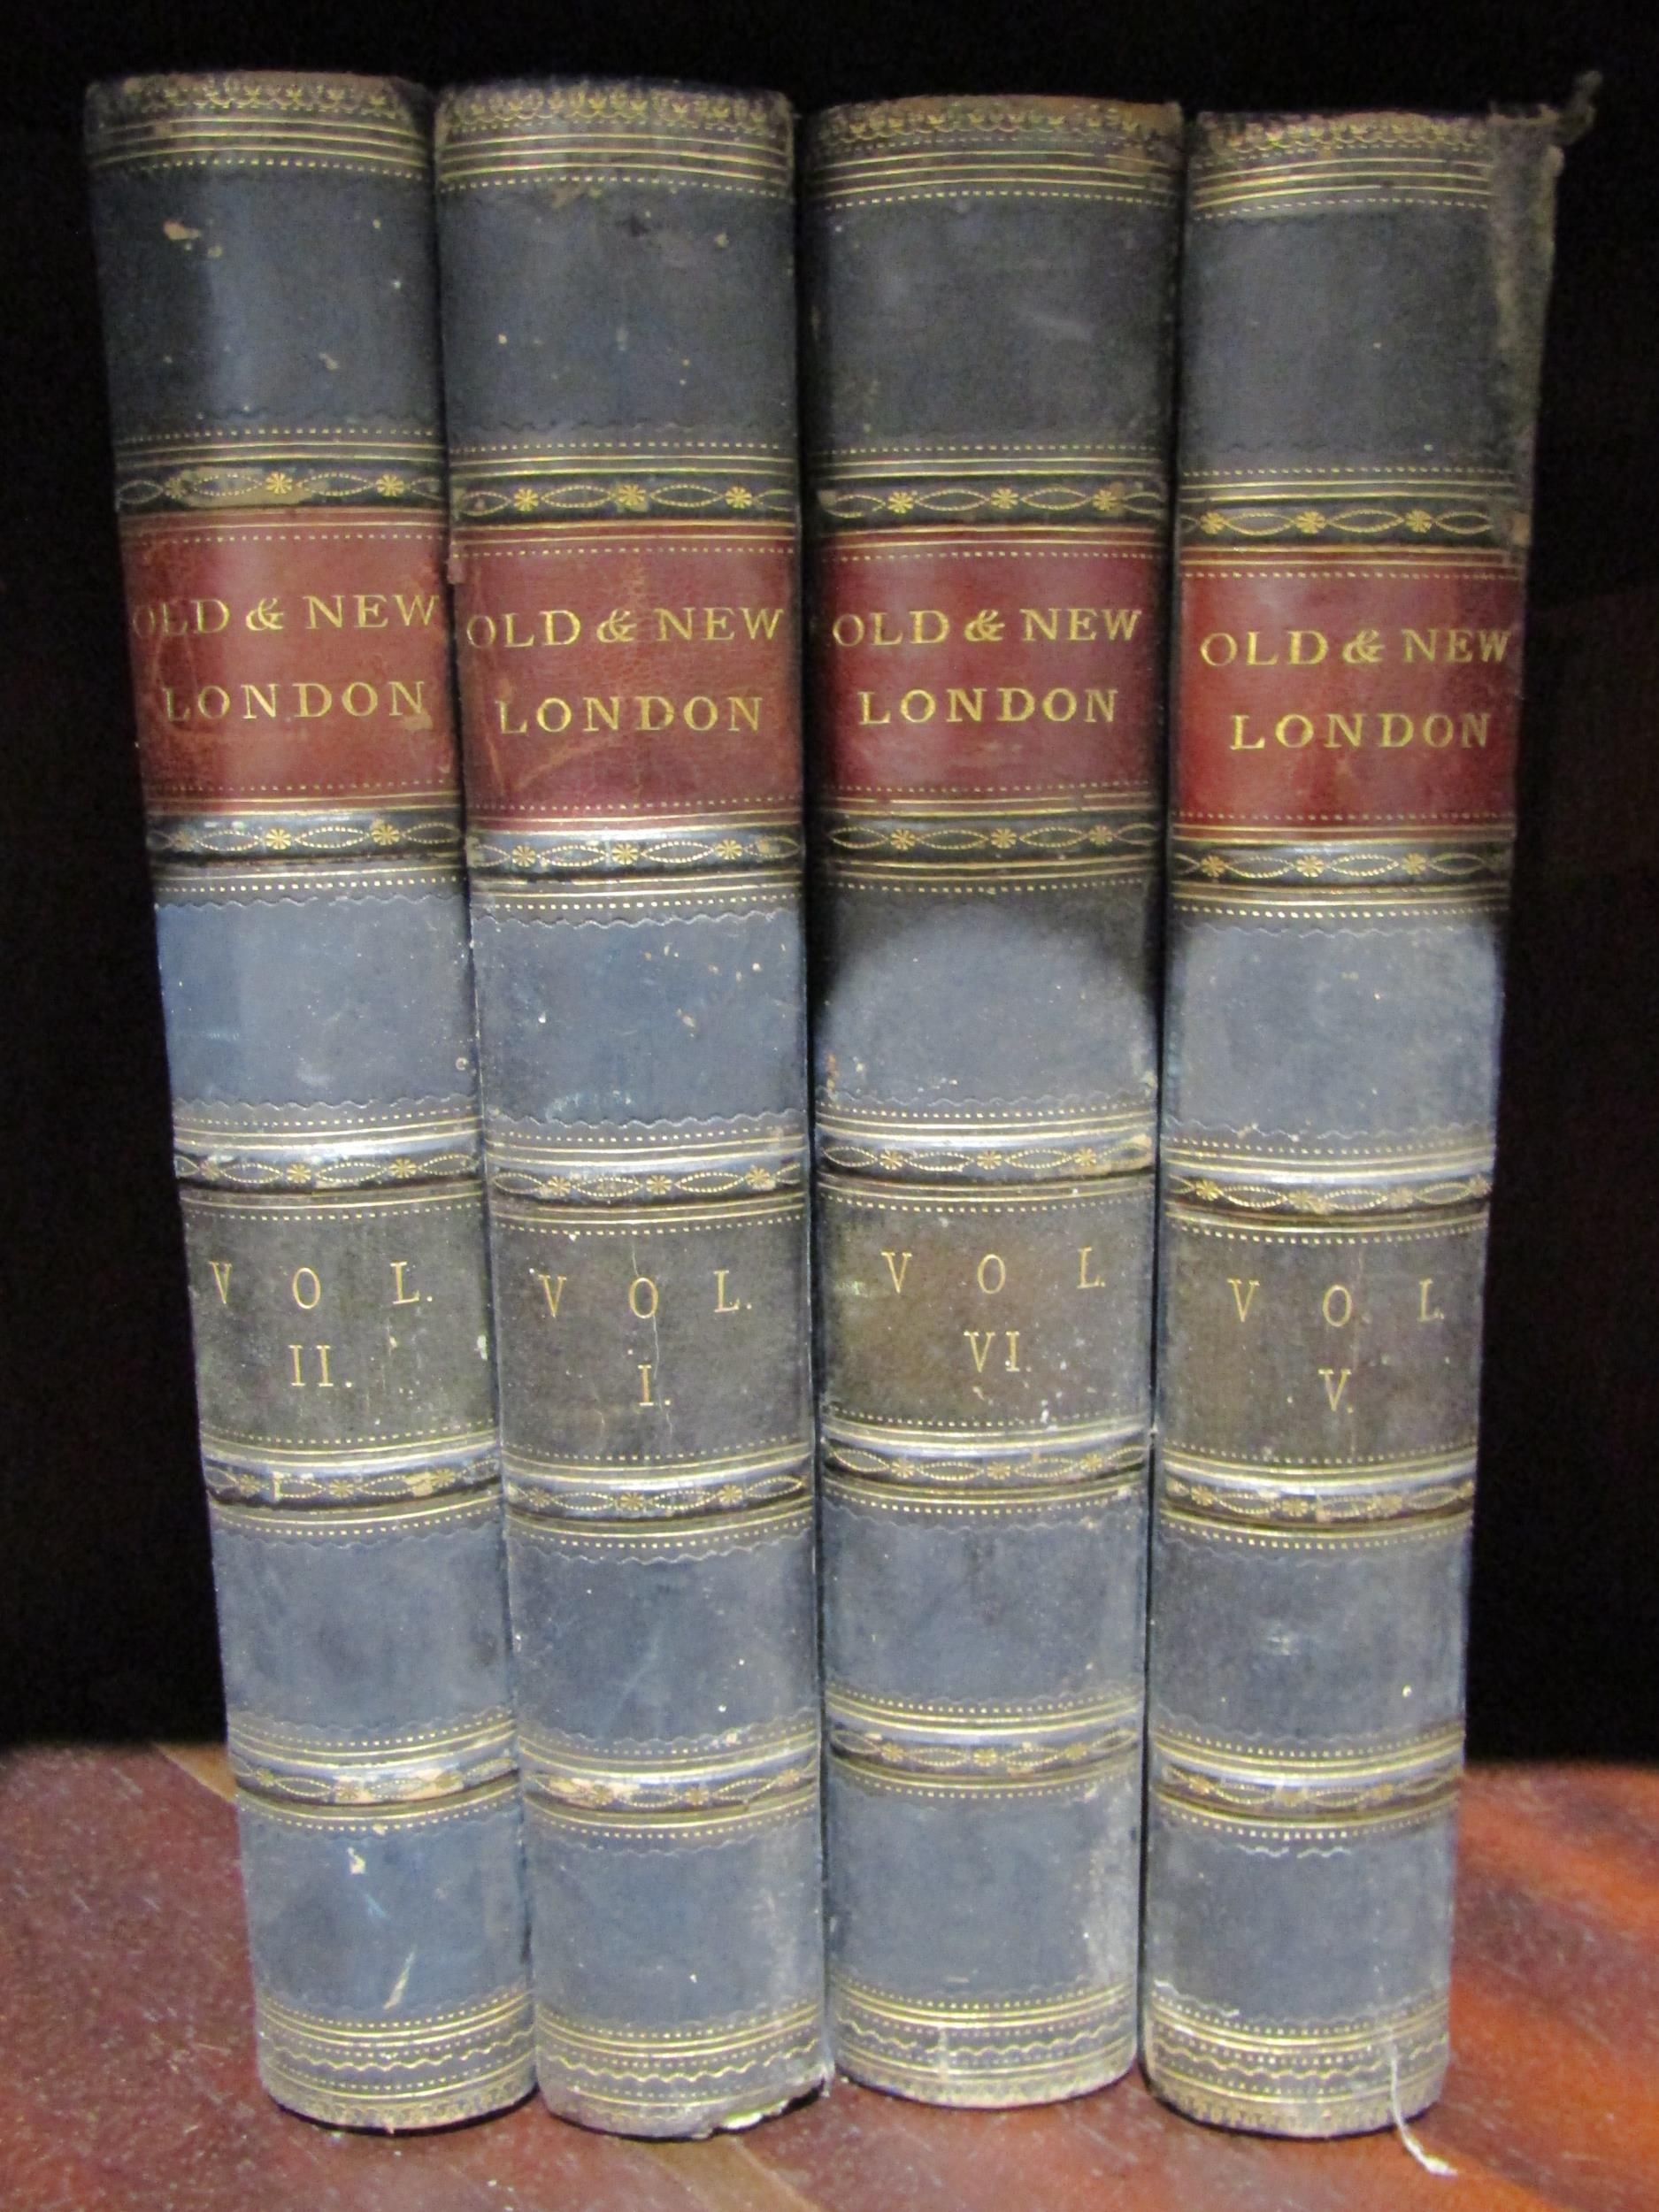 OLD & NEW
LONDON
VOL.
II.
OLD & NEW
LONDON
VOL.
I.
OLD & NEW
LONDON
VOL.
VI.
OLD & NEW
LONDON
VOL.
V.